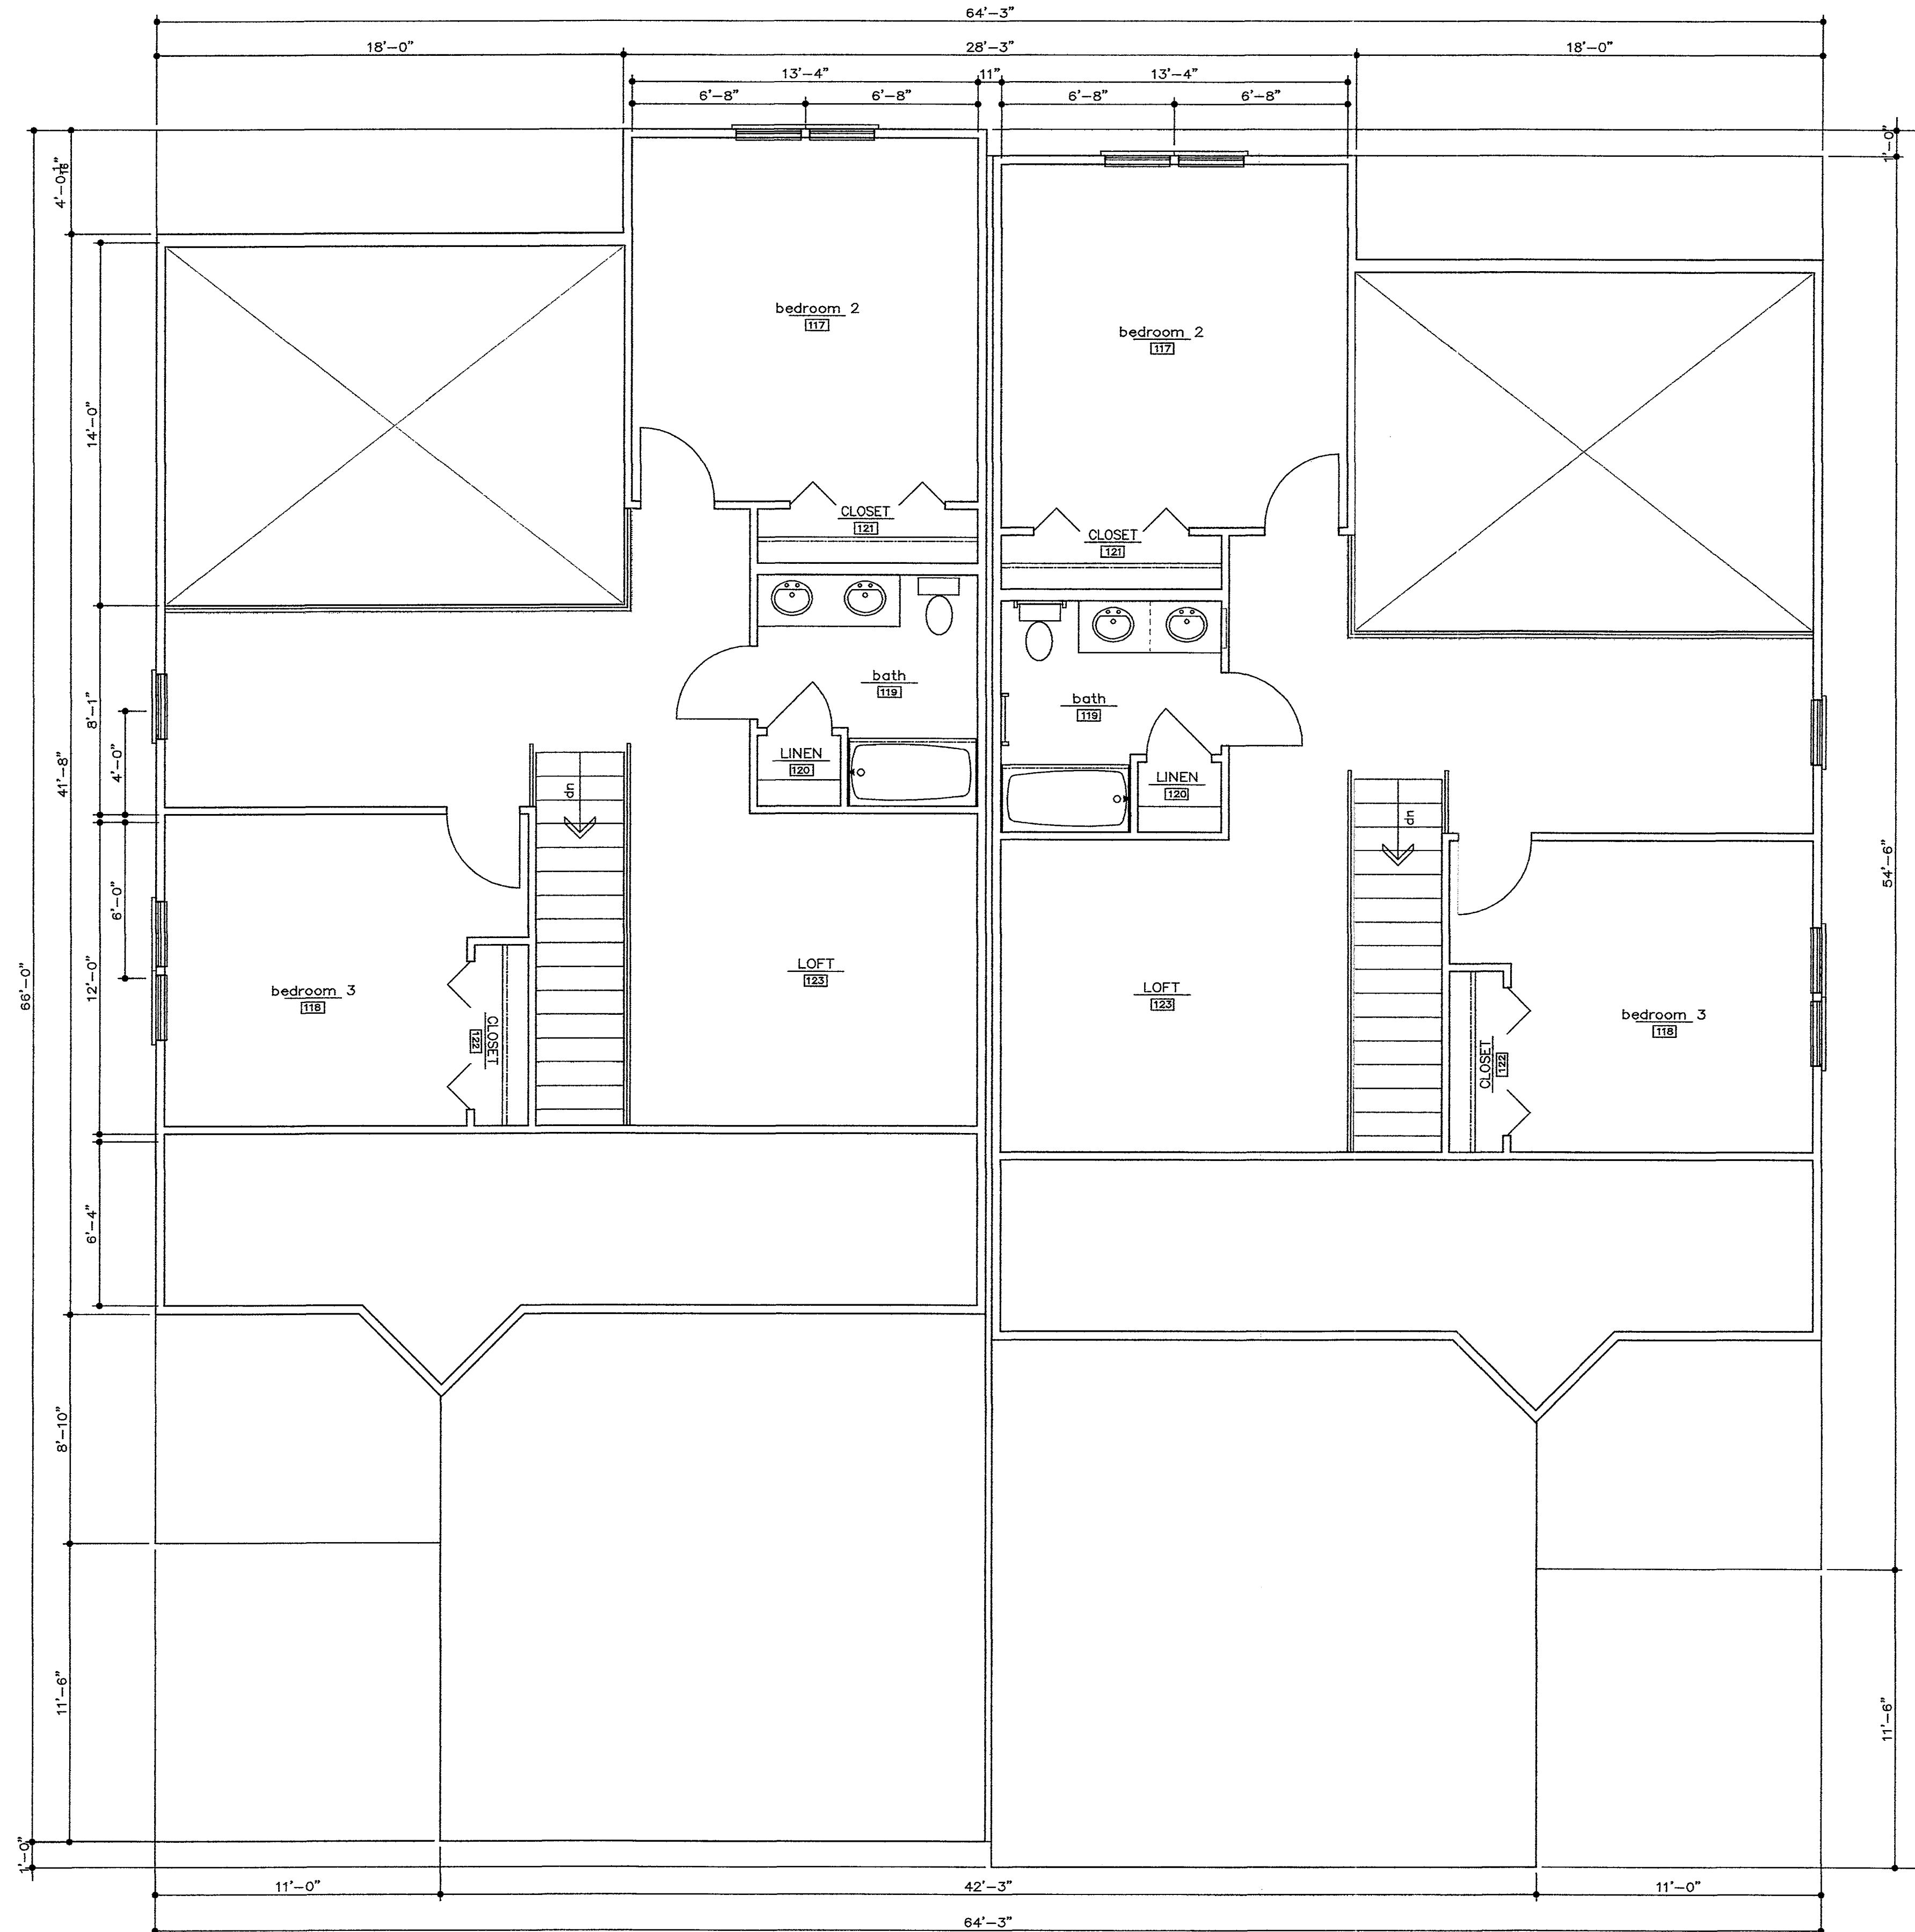 64'-3"
18'-0" 28'-3" 18'-0"
13'-4" 11" 13'-4"
6'-8" 6'-8" 6'-8" 6'-8"
1'-0"
4'-0 1/16"
bedroom 2
117
bedroom 2
117
14'-0"
CLOSET
121
CLOSET
121
bath
119
bath
119
8'-1"
4'-0"
41'-8"
LINEN
120
LINEN
120
dn
dn
54'-6"
6'-0"
12'-0"
66'-0"
LOFT
123
LOFT
123
bedroom 3
118
bedroom 3
118
CLOSET
122
CLOSET
122
6'-4"
8'-10"
11'-6"
11'-6"
1'-0"
11'-0" 42'-3" 11'-0"
64'-3"